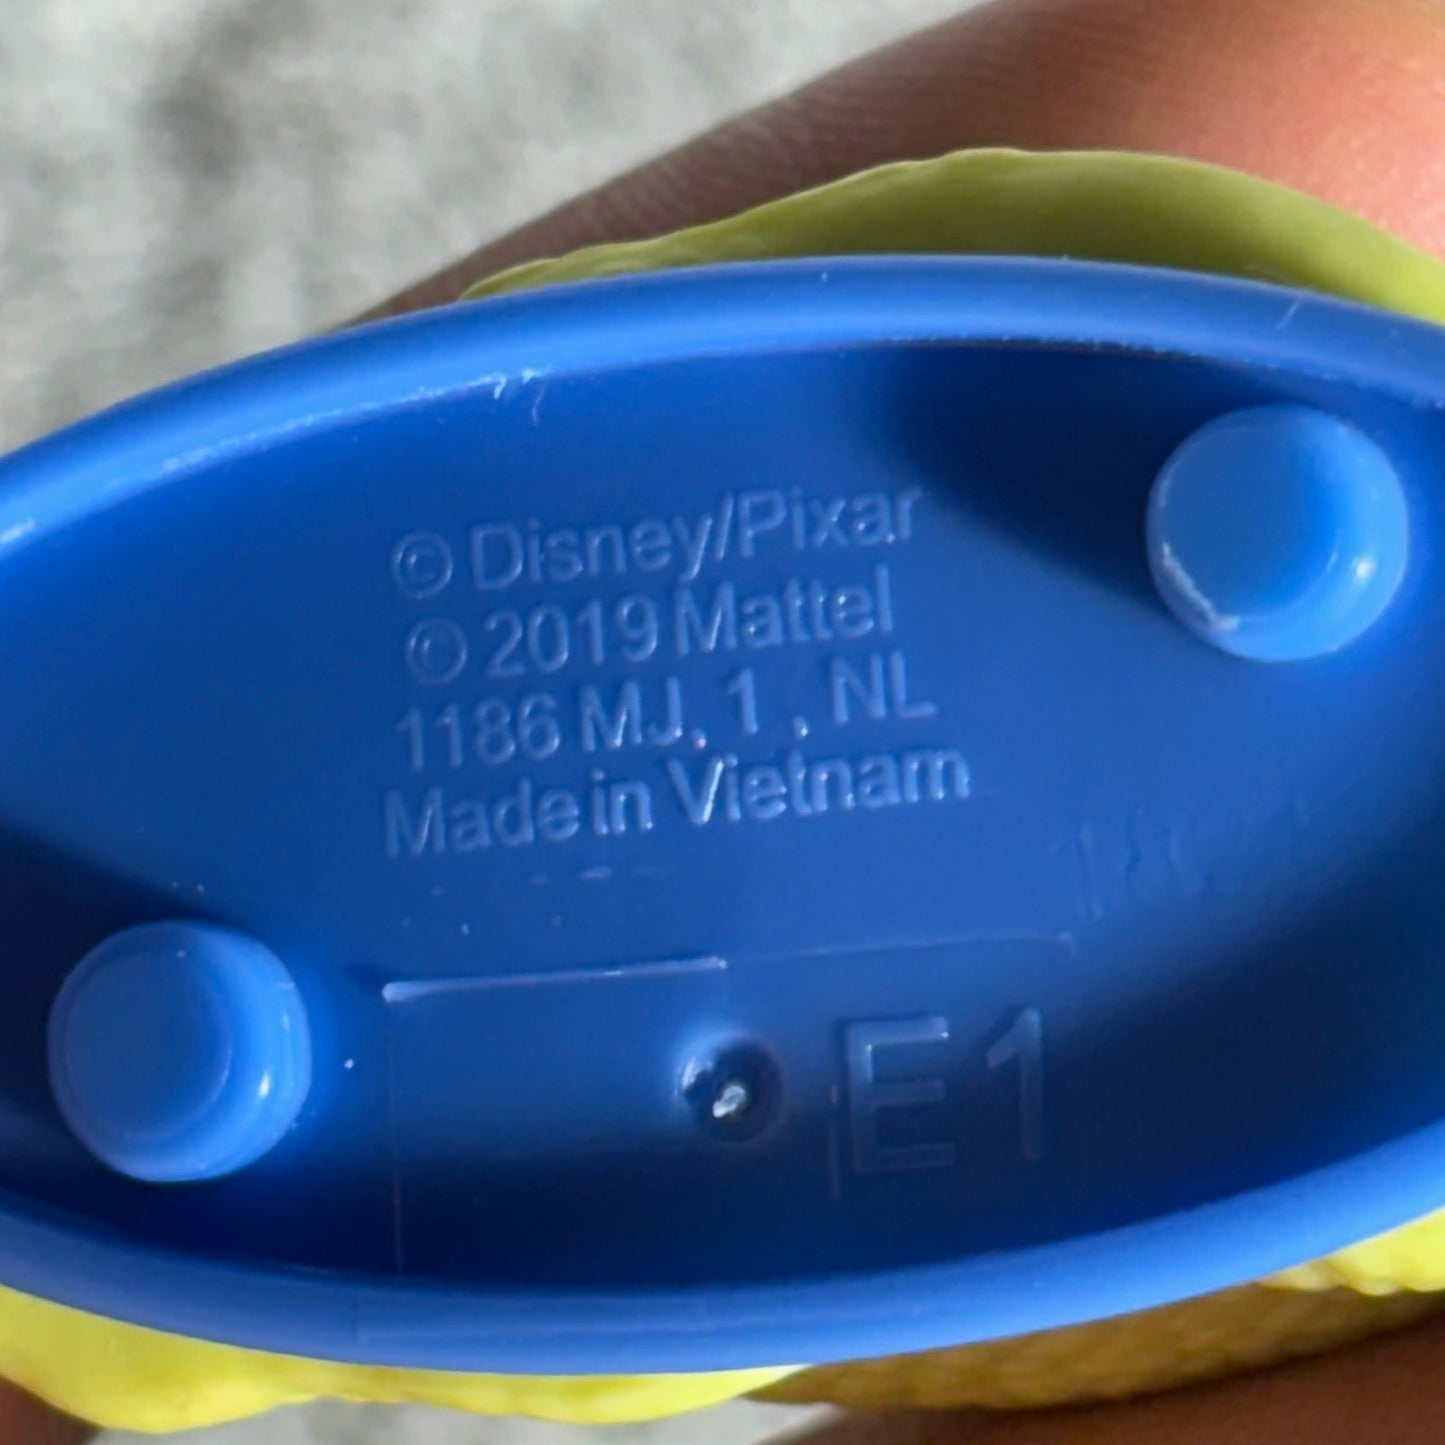 © Disney/Pixar
© 2019 Mattel
1186 MJ, 1 , NL
Made in Vietnam
E1